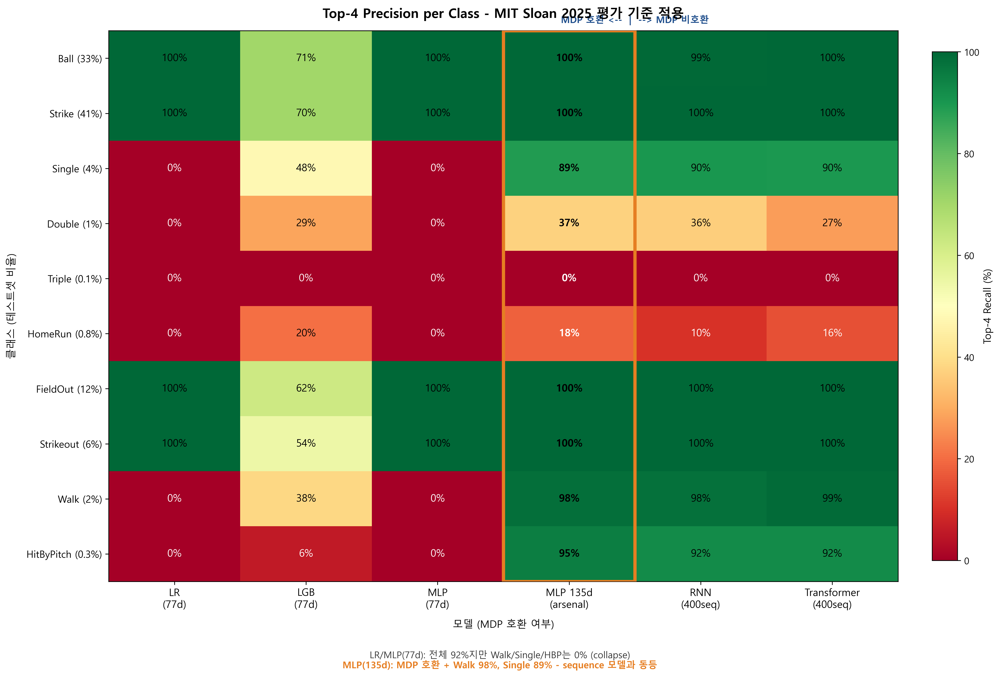 Top-4 Precision per Class - MIT Sloan 2025 평가 기준 적용
MDP 호환 <-- | --> MDP 비호환
클래스 (테스트셋 비율)
Ball (33%) 100% 71% 100% 100% 99% 100%
Strike (41%) 100% 70% 100% 100% 100% 100%
Single (4%) 0% 48% 0% 89% 90% 90%
Double (1%) 0% 29% 0% 37% 36% 27%
Triple (0.1%) 0% 0% 0% 0% 0% 0%
HomeRun (0.8%) 0% 20% 0% 18% 10% 16%
FieldOut (12%) 100% 62% 100% 100% 100% 100%
Strikeout (6%) 100% 54% 100% 100% 100% 100%
Walk (2%) 0% 38% 0% 98% 98% 99%
HitByPitch (0.3%) 0% 6% 0% 95% 92% 92%
LR LGB MLP MLP 135d RNN Transformer
(77d) (77d) (77d) (arsenal) (400seq) (400seq)
모델 (MDP 호환 여부)
100
80
60
40
20
0
Top-4 Recall (%)
LR/MLP(77d): 전체 92%지만 Walk/Single/HBP는 0% (collapse)
MLP(135d): MDP 호환 + Walk 98%, Single 89% - sequence 모델과 동등